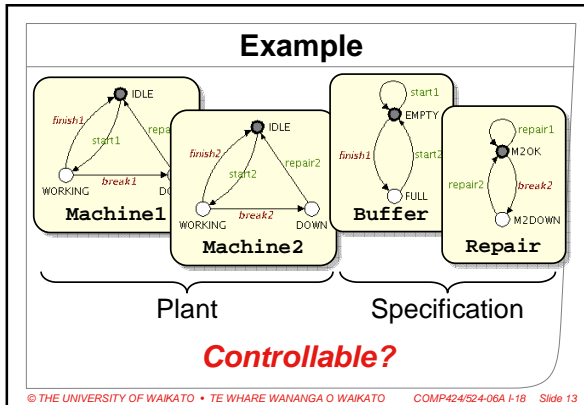 Example
IDLE
finish1
start1
repa
break1
WORKING
DO
Machine1
IDLE
finish2
start2
repair2
break2
WORKING
DOWN
Machine2
start1
EMPTY
finish1
start2
FULL
Buffer
repair1
M2OK
repair2
break2
M2DOWN
Repair
Plant
Specification
Controllable?
© THE UNIVERSITY OF WAIKATO • TE WHARE WANANGA O WAIKATO COMP424/524-06A I-18 Slide 13